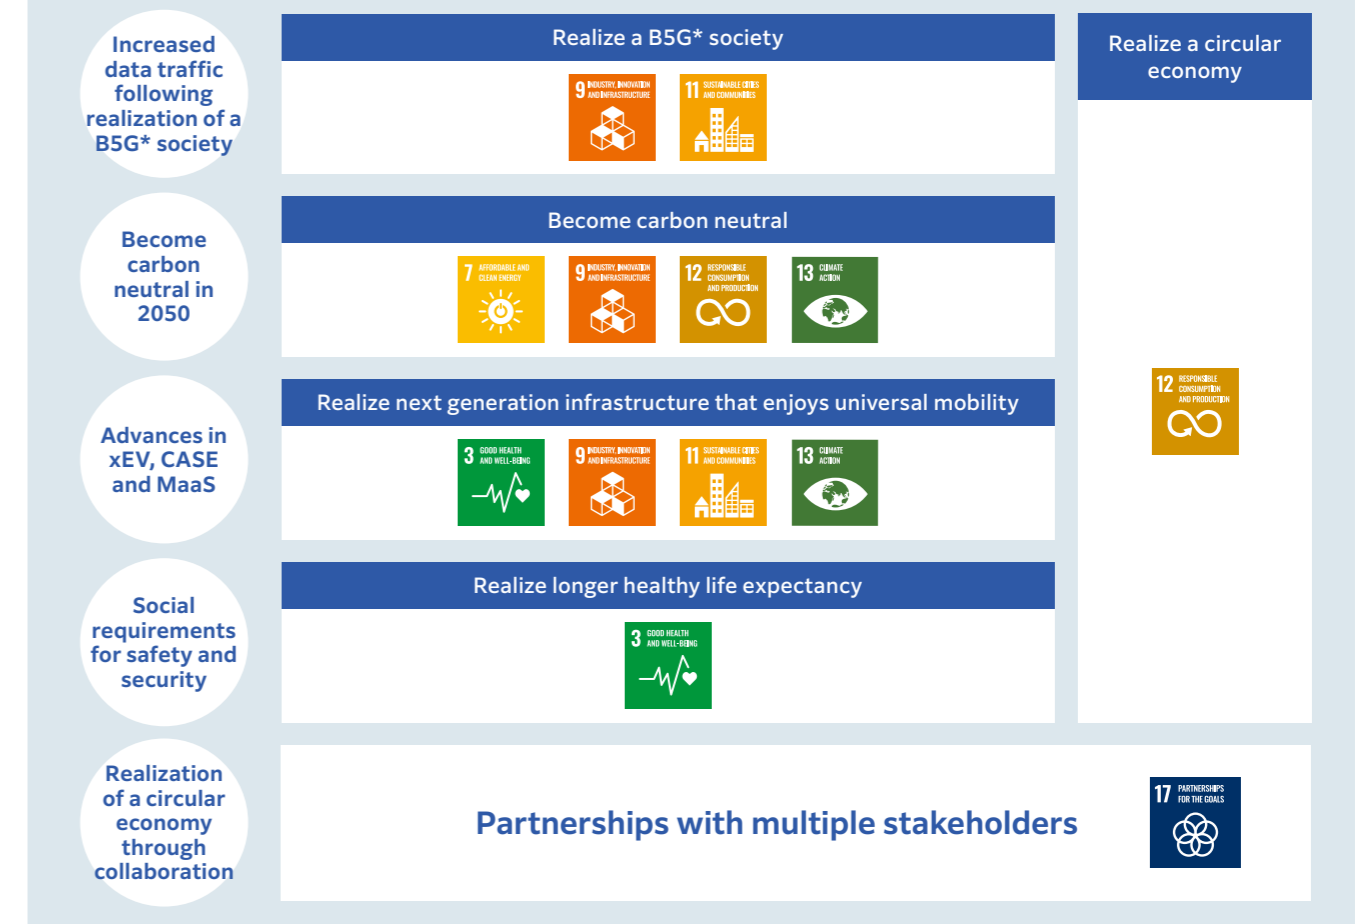 Increased
data traffic
following
realization of a
B5G* society
Realize a B5G* society
9 INDUSTRY, INNOVATION
AND INFRASTRUCTURE
11 SUSTAINABLE CITIES
AND COMMUNITIES
Realize a circular
economy
12 RESPONSIBLE
CONSUMPTION
AND PRODUCTION
Become
carbon
neutral in
2050
Become carbon neutral
7 AFFORDABLE AND
CLEAN ENERGY
9 INDUSTRY, INNOVATION
AND INFRASTRUCTURE
12 RESPONSIBLE
CONSUMPTION
AND PRODUCTION
13 CLIMATE
ACTION
Advances in
xEV, CASE
and MaaS
Realize next generation infrastructure that enjoys universal mobility
3 GOOD HEALTH
AND WELL-BEING
9 INDUSTRY, INNOVATION
AND INFRASTRUCTURE
11 SUSTAINABLE CITIES
AND COMMUNITIES
13 CLIMATE
ACTION
Social
requirements
for safety and
security
Realize longer healthy life expectancy
3 GOOD HEALTH
AND WELL-BEING
Realization
of a circular
economy
through
collaboration
Partnerships with multiple stakeholders
17 PARTNERSHIPS
FOR THE GOALS